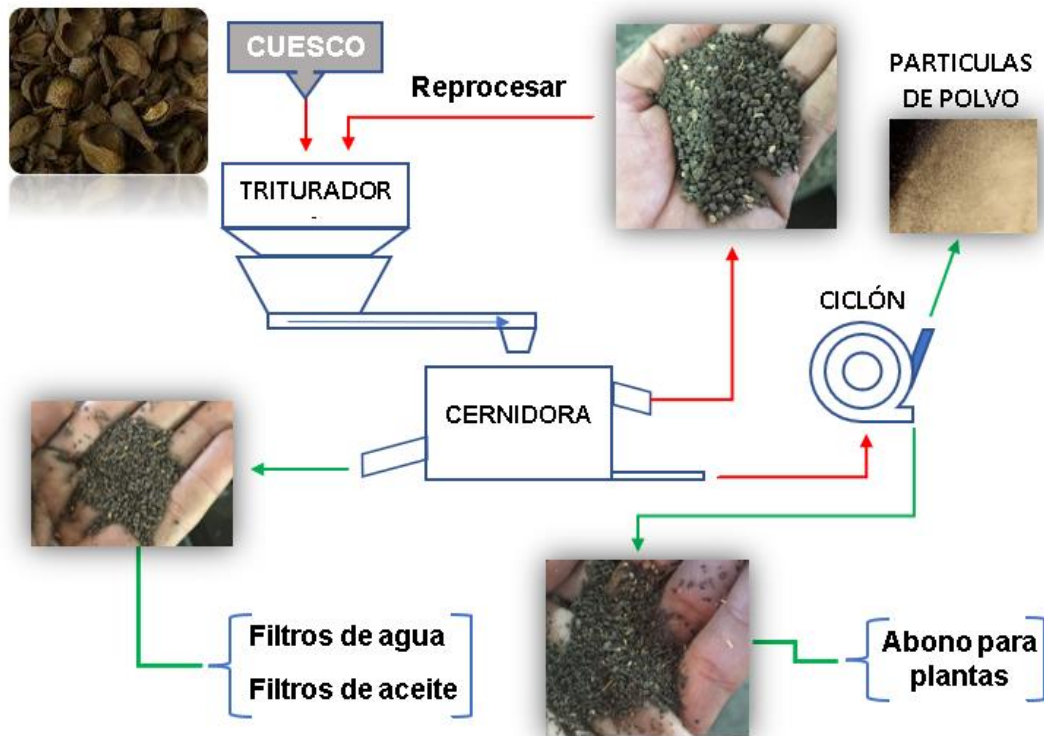 CUESCO
Reprocesar
PARTICULAS
DE POLVO
TRITURADOR
-
CICLÓN
CERNIDORA
Filtros de agua
Filtros de aceite
Abono para
plantas